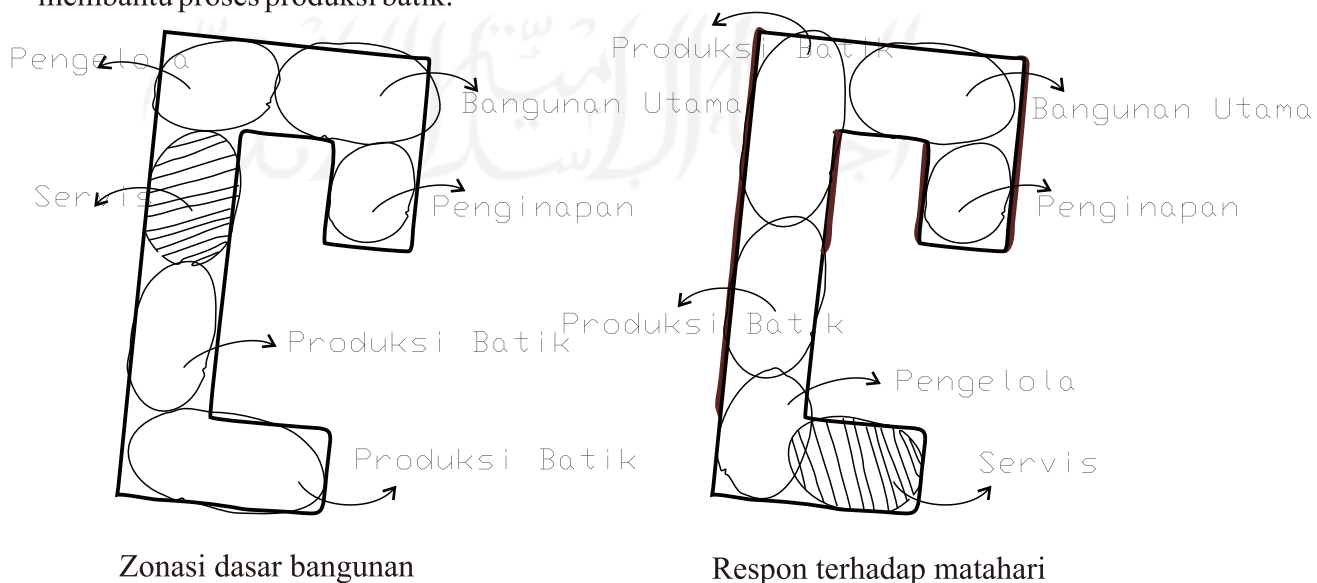 membantu proses produksi batik.
Pengelola
Bangunan Utama
Servis
Penginapan
Produksi Batik
Produksi Batik
Zonasi dasar bangunan
Produksi Batik
Bangunan Utama
Penginapan
Produksi Batik
Pengelola
Servis
Respon terhadap matahari